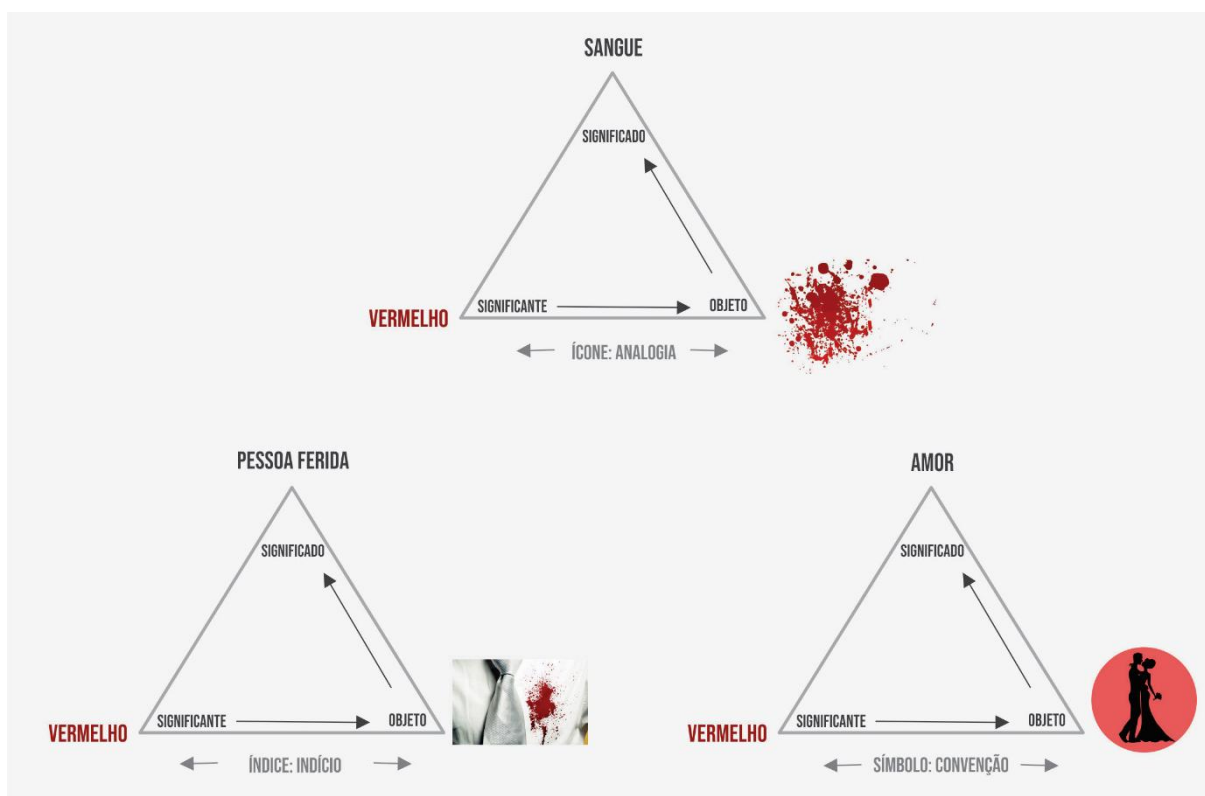 SANGUE
SIGNIFICADO
VERMELHO
SIGNIFICANTE
OBJETO
ÍCONE: ANALOGIA
PESSOA FERIDA
SIGNIFICADO
VERMELHO
SIGNIFICANTE
OBJETO
ÍNDICE: INDÍCIO
AMOR
SIGNIFICADO
VERMELHO
SIGNIFICANTE
OBJETO
SÍMBOLO: CONVENÇÃO